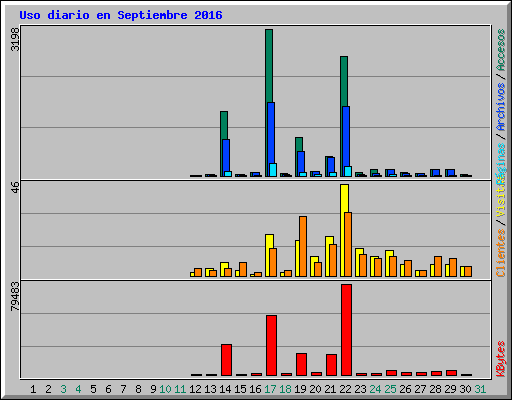 Uso diario en Septiembre 2016
3198
46
79483
Accesos / Archivos / Páginas
Visitas / Clientes
KBytes
1 2 3 4 5 6 7 8 9 10 11 12 13 14 15 16 17 18 19 20 21 22 23 24 25 26 27 28 29 30 31